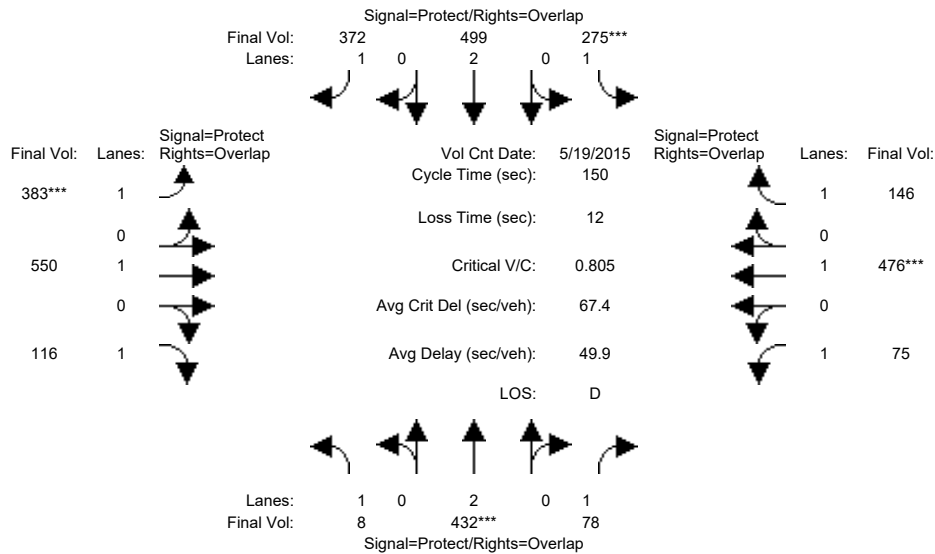 Signal=Protect/Rights=Overlap
Final Vol: 372 499 275***
Lanes: 1 0 2 0 1
Signal=Protect
Final Vol: Lanes: Rights=Overlap
Vol Cnt Date: 5/19/2015
Signal=Protect
Rights=Overlap Lanes: Final Vol:
Cycle Time (sec): 150
383*** 1
1 146
Loss Time (sec): 12
0
0
550 1
Critical V/C: 0.805
1 476***
0
Avg Crit Del (sec/veh): 67.4
0
116 1
Avg Delay (sec/veh): 49.9
1 75
LOS: D
Lanes: 1 0 2 0 1
Final Vol: 8 432*** 78
Signal=Protect/Rights=Overlap